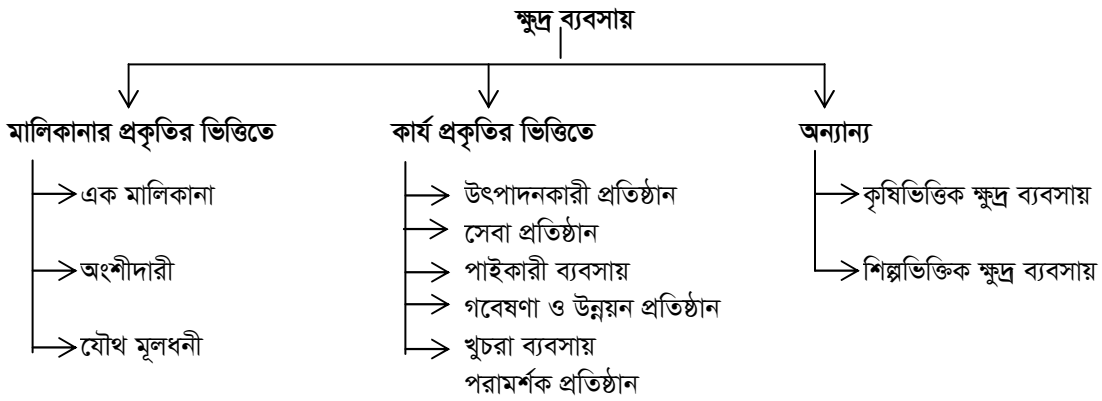 ক্ষুদ্র ব্যবসায়
মালিকানার প্রকৃতির ভিত্তিতে
এক মালিকানা
অংশীদারী
যৌথ মূলধনী
কার্য প্রকৃতির ভিত্তিতে
উৎপাদনকারী প্রতিষ্ঠান
সেবা প্রতিষ্ঠান
পাইকারী ব্যবসায়
গবেষণা ও উন্নয়ন প্রতিষ্ঠান
খুচরা ব্যবসায়
পরামর্শক প্রতিষ্ঠান
অন্যান্য
কৃষিভিত্তিক ক্ষুদ্র ব্যবসায়
শিল্পভিক্তিক ক্ষুদ্র ব্যবসায়